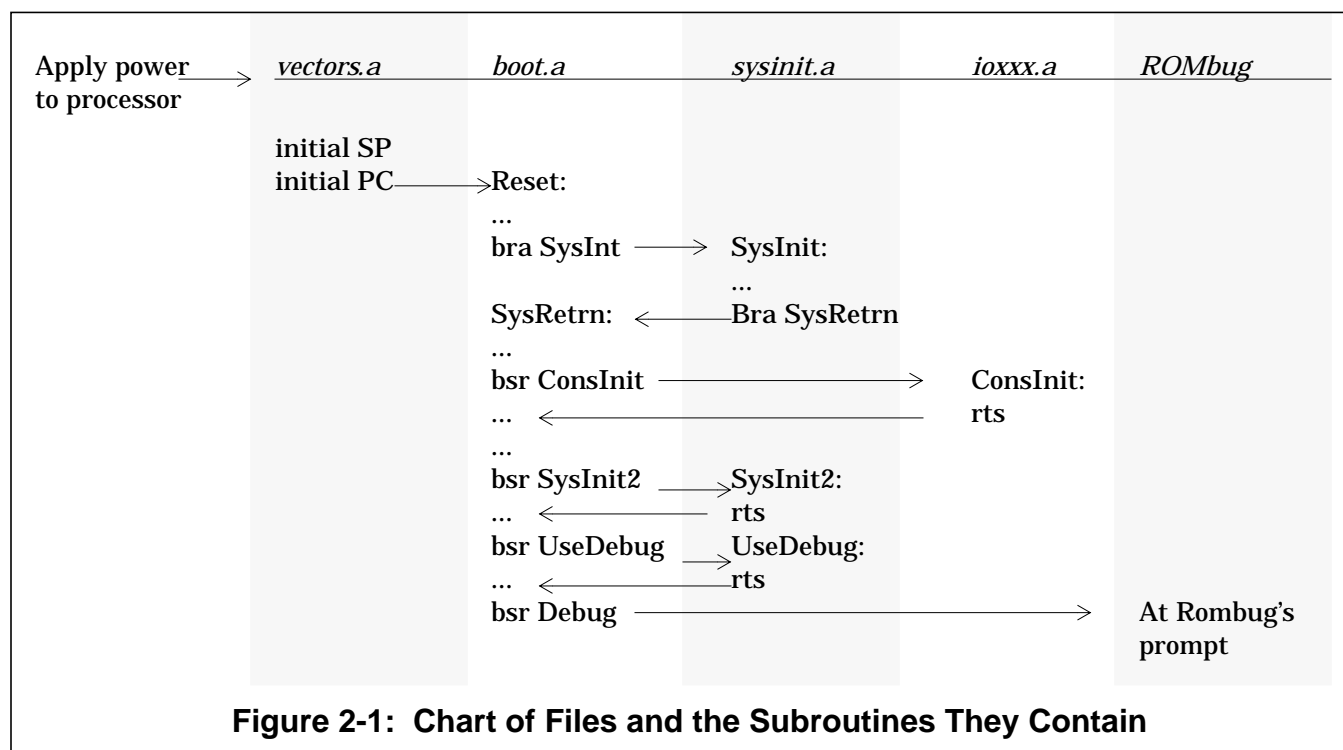 Apply power vectors.a boot.a sysinit.a ioxxx.a ROMbug
to processor
initial SP
initial PC Reset:
...
bra SysInt SysInit:
...
SysRetrn: Bra SysRetrn
...
bsr ConsInit ConsInit:
... rts
...
bsr SysInit2 SysInit2:
... rts
bsr UseDebug UseDebug:
... rts
bsr Debug At Rombug's
prompt
Figure 2-1: Chart of Files and the Subroutines They Contain